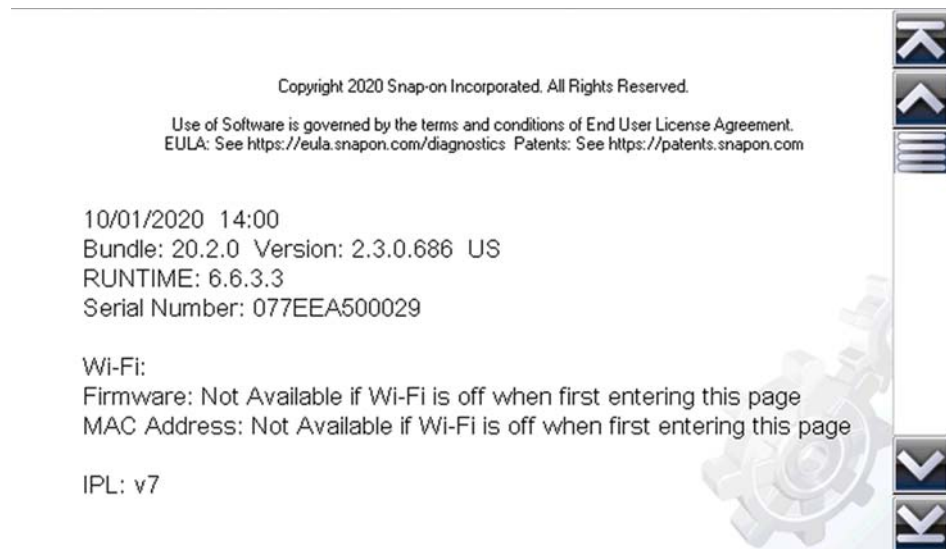 Copyright 2020 Snap-on Incorporated. All Rights Reserved.
Use of Software is governed by the terms and conditions of End User License Agreement.
EULA: See https://eula.snapon.com/diagnostics Patents: See https://patents.snapon.com
10/01/2020 14:00
Bundle: 20.2.0 Version: 2.3.0.686 US
RUNTIME: 6.6.3.3
Serial Number: 077EEA500029
Wi-Fi:
Firmware: Not Available if Wi-Fi is off when first entering this page
MAC Address: Not Available if Wi-Fi is off when first entering this page
IPL: v7